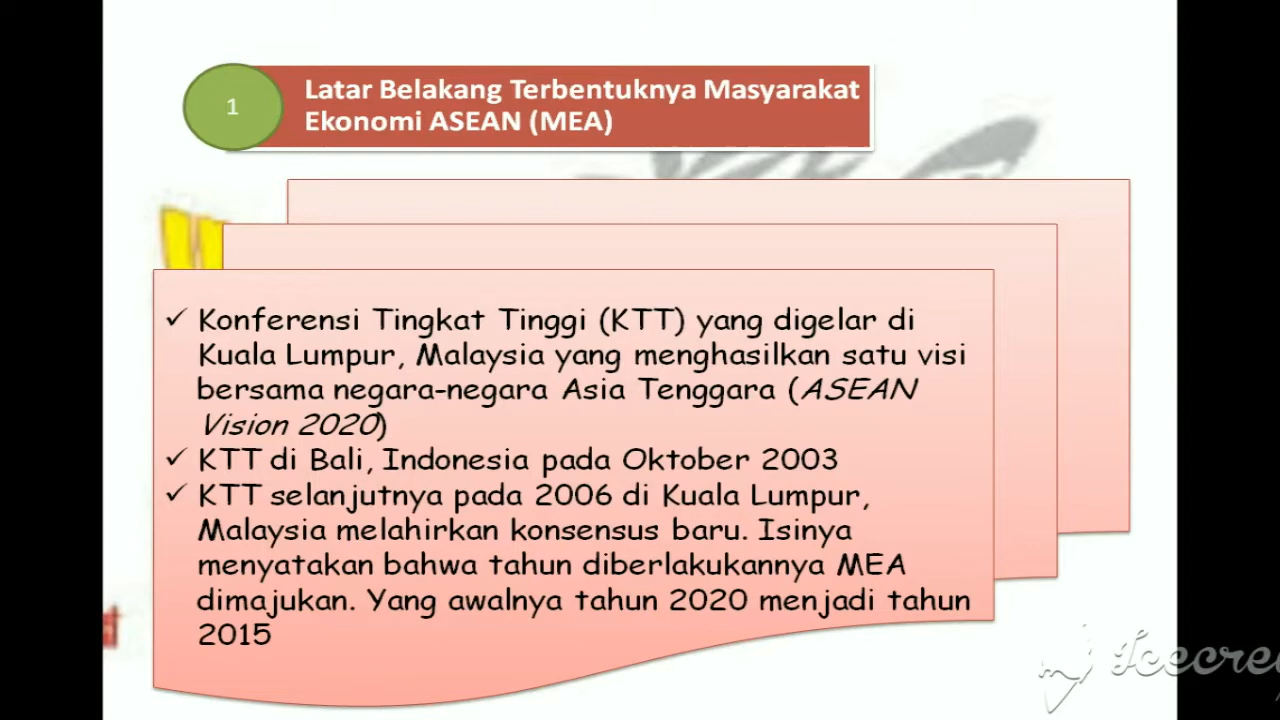 1
Latar Belakang Terbentuknya Masyarakat
Ekonomi ASEAN (MEA)
✓ Konferensi Tingkat Tinggi (KTT) yang digelar di
Kuala Lumpur, Malaysia yang menghasilkan satu visi
bersama negara-negara Asia Tenggara (ASEAN
Vision 2020)
✓ KTT di Bali, Indonesia pada Oktober 2003
✓ KTT selanjutnya pada 2006 di Kuala Lumpur,
Malaysia melahirkan konsensus baru. Isinya
menyatakan bahwa tahun diberlakukannya MEA
dimajukan. Yang awalnya tahun 2020 menjadi tahun
2015